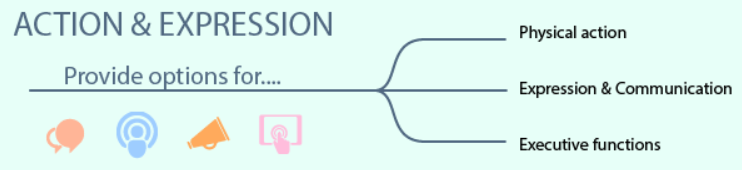 ACTION & EXPRESSION
Provide options for....
Physical action
Expression & Communication
Executive functions